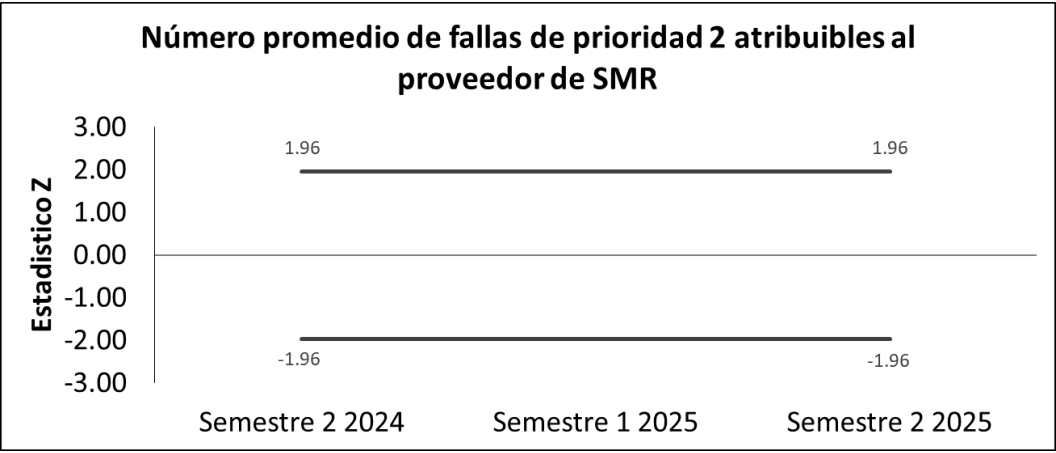 Número promedio de fallas de prioridad 2 atribuibles al
proveedor de SMR
Estadistico Z
3.00
2.00
1.00
0.00
-1.00
-2.00
-3.00
1.96
1.96
-1.96
-1.96
Semestre 2 2024
Semestre 1 2025
Semestre 2 2025